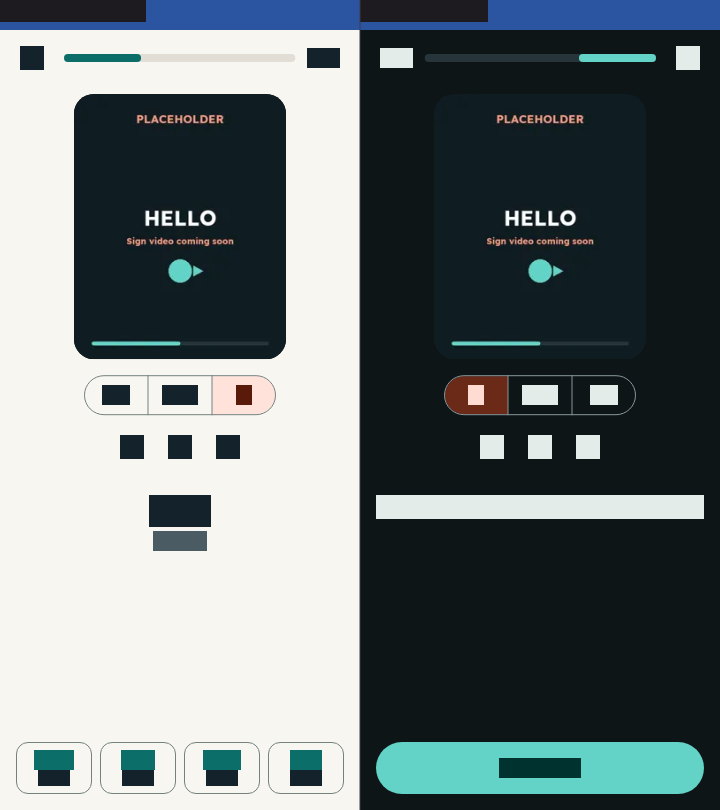 PLACEHOLDER
HELLO
Sign video coming soon
PLACEHOLDER
HELLO
Sign video coming soon